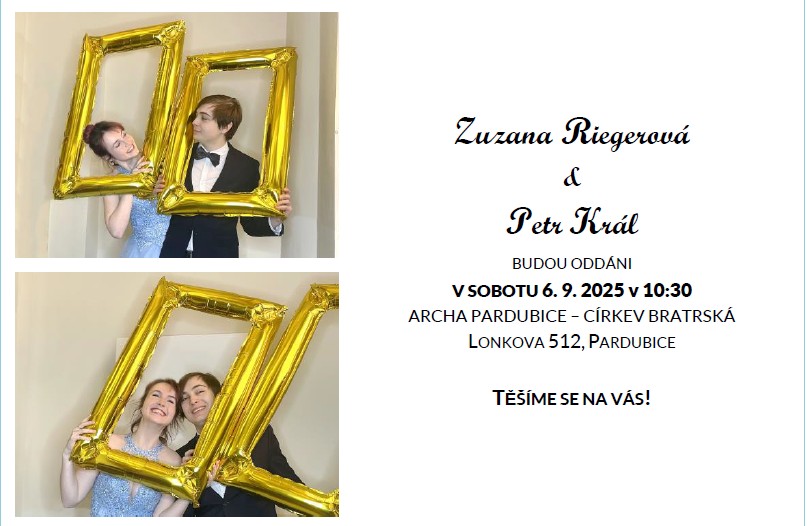 Zuzana Riegerová
&
Petr Král
BUDOU ODDÁNI
V SOBOTU 6. 9. 2025 V 10:30
ARCHA PARDUBICE – CÍRKEV BRATRSKÁ
LONKOVA 512, PARDUBICE
TĚŠÍME SE NA VÁS!